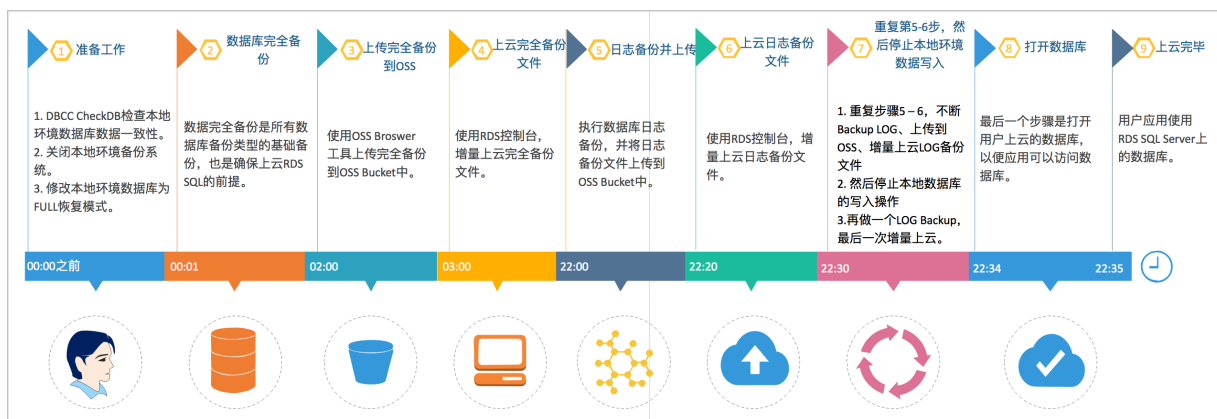 1 准备工作
1. DBCC CheckDB检查本地
环境数据库数据一致性。
2. 关闭本地环境备份系
统。
3. 修改本地环境数据库为
FULL恢复模式。
2 数据库完全备
份
数据完全备份是所有数
据库备份类型的基础备
份，也是确保上云RDS
SQL的前提。
3 上传完全备份
到OSS
使用OSS Broswer
工具上传完全备份
到OSS Bucket中。
4 上云完全备份
文件
使用RDS控制台，
增量上云完全备份
文件。
5 日志备份并上传
执行数据库日志
备份，并将日志
备份文件上传到
OSS Bucket中。
6 上云日志备份
文件
使用RDS控制台，增
量上云日志备份文
件。
7 重复第5-6步，然
后停止本地环境
数据写入
1. 重复步骤5 – 6，不断
Backup LOG、上传到
OSS、增量上云LOG备份
文件
2. 然后停止本地数据库
的写入操作
3.再做一个LOG Backup，
最后一次增量上云。
8 打开数据库
最后一个步骤是打开
用户上云的数据库，
以便应用可以访问数
据库。
9 上云完毕
用户应用使用
RDS SQL Server上
的数据库。
00:00之前
00:01
02:00
03:00
22:00
22:20
22:30
22:34
22:35